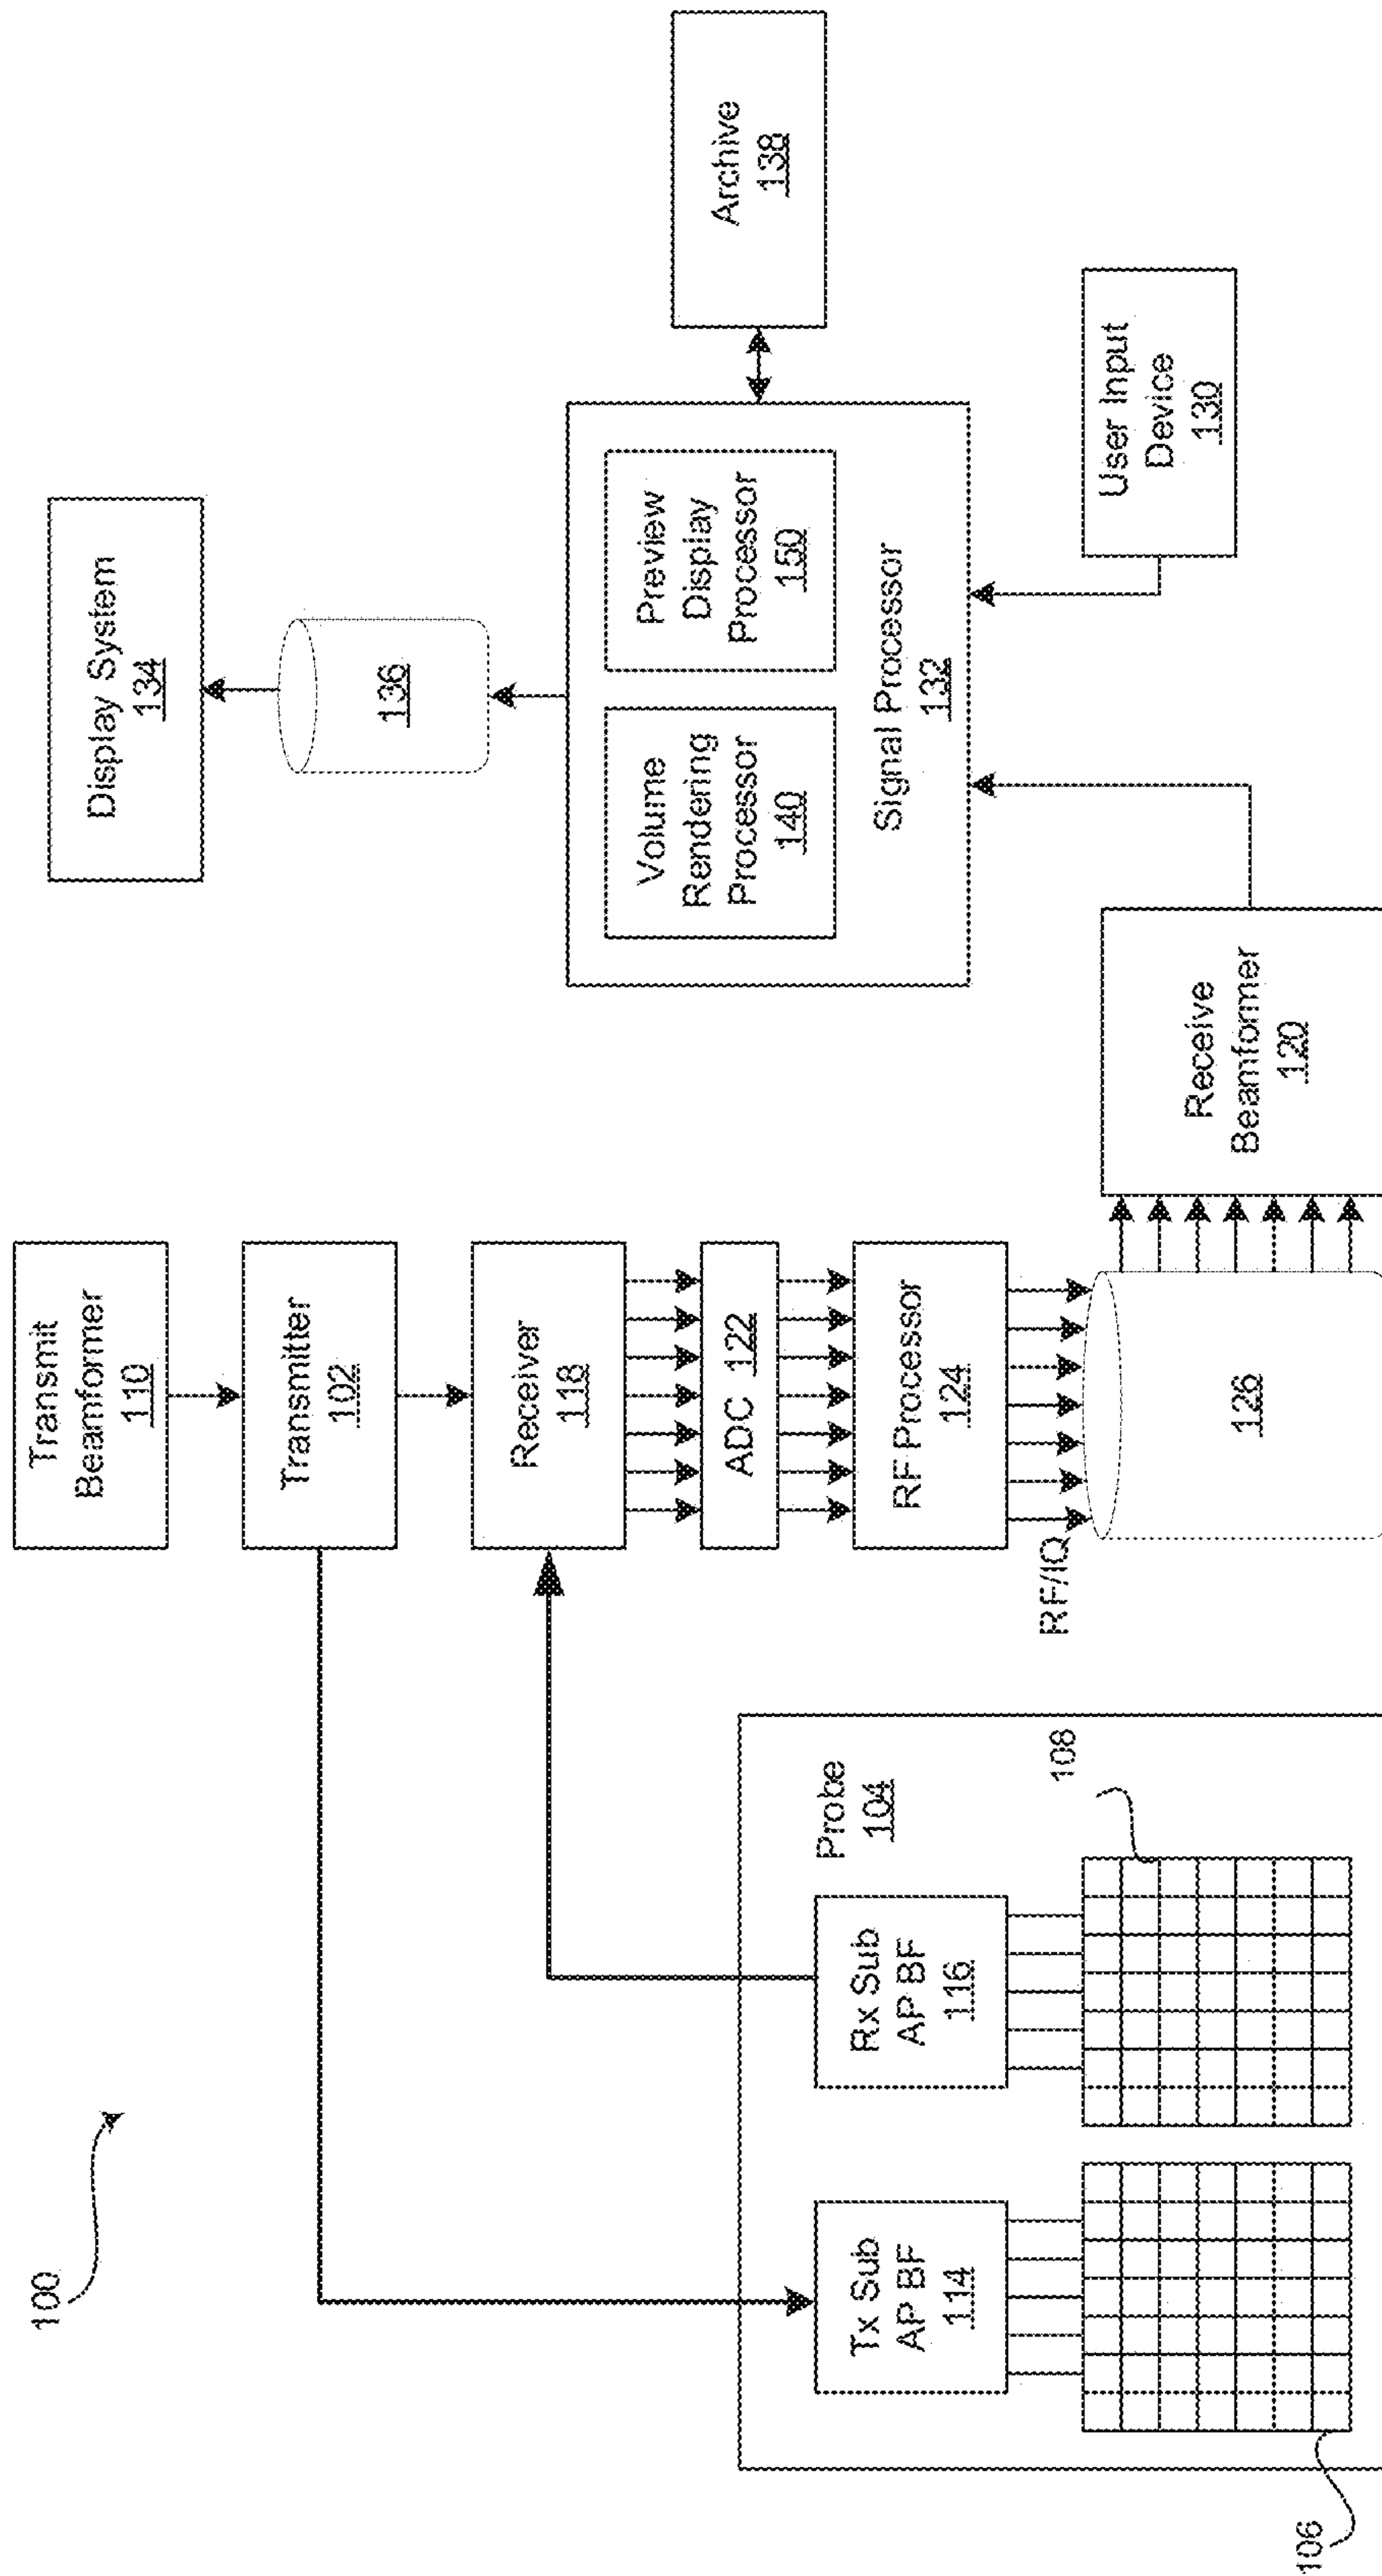 100
Transmit
Beamformer
110
Transmitter
102
Receiver
118
ADC 122
RF Processor
124
RF/IQ
126
Probe
104
Tx Sub
AP BF
114
Rx Sub
AP BF
116
106
108
Receive
Beamformer
120
Display System
134
136
Volume
Rendering
Processor
140
Preview
Display
Processor
150
Signal Processor
132
Archive
138
User Input
Device
130